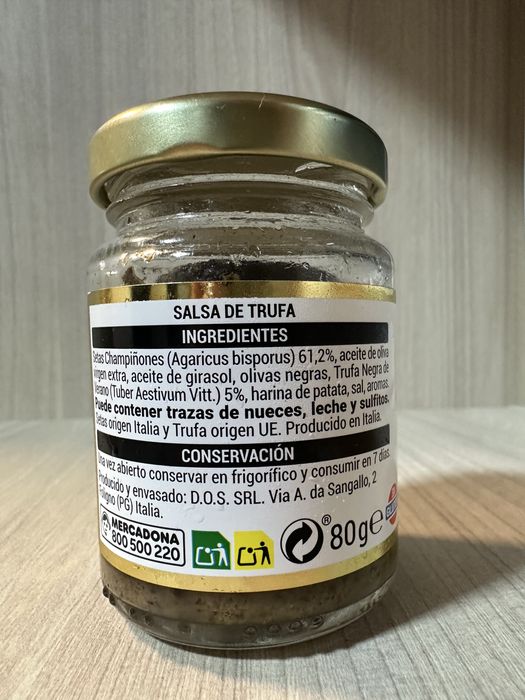 SALSA DE TRUFA
INGREDIENTES
Setas Champiñones (Agaricus bisporus) 61,2%, aceite de oliva
virgen extra, aceite de girasol, olivas negras, Trufa Negra de
Verano (Tuber Aestivum Vitt.) 5%, harina de patata, sal, aromas.
Puede contener trazas de nueces, leche y sulfitos.
Setas origen Italia y Trufa origen UE. Producido en Italia.
CONSERVACIÓN
Una vez abierto conservar en frigorífico y consumir en 7 días.
Producido y envasado: D.O.S. SRL. Via A. da Sangallo, 2
Foligno (PG) Italia.
MERCADONA
800 500 220
® 80g e